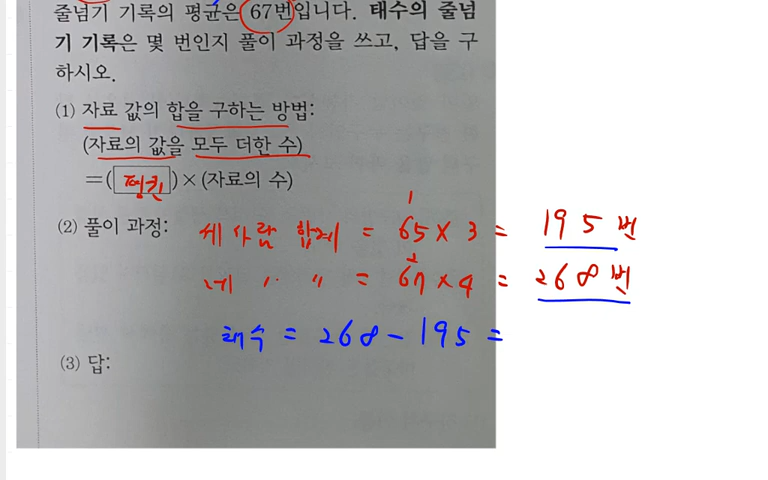 줄넘기 기록의 평균은 67번입니다. 태수의 줄넘
기 기록은 몇 번인지 풀이 과정을 쓰고, 답을 구
하시오.
(1) 자료 값의 합을 구하는 방법:
(자료의 값을 모두 더한 수)
=(평균)×(자료의 수)
(2) 풀이 과정: 세 사람 합계 = 65 × 3 = 195번
네 〃 〃 = 67 × 4 = 268번
태수 = 268 - 195 =
(3) 답: